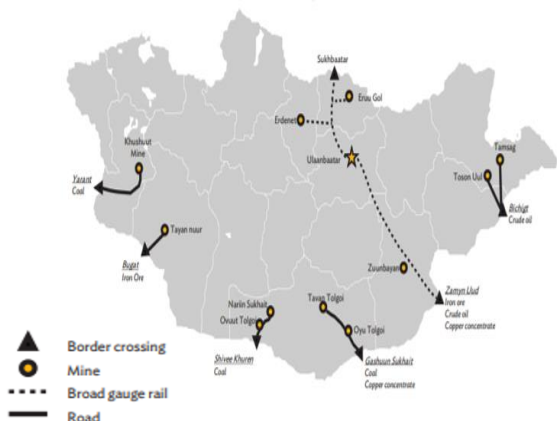 Sukhbaatar
Eruu Gol
Erdenet
Khushuut
Mine
Ulaanbaatar
Tamsag
Toson Uul
Yarant
Coal
Bichigt
Crude oil
Tayan nuur
Bugat
Iron Ore
Zuunbayan
Zamyn Uud
Iron ore
Crude oil
Copper concentrate
Nariin Sukhait
Ovuut Tolgoi
Tavan Tolgoi
Oyu Tolgoi
Shivee Khuren
Coal
Gashuun Sukhait
Coal
Copper concentrate
Border crossing
Mine
Broad gauge rail
Road